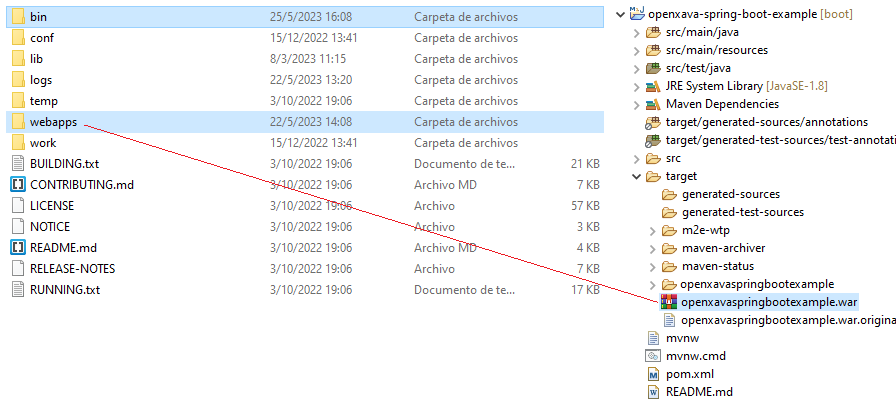 bin 25/5/2023 16:08 Carpeta de archivos
conf 15/12/2022 13:41 Carpeta de archivos
lib 8/3/2023 11:15 Carpeta de archivos
logs 22/5/2023 13:20 Carpeta de archivos
temp 3/10/2022 19:06 Carpeta de archivos
webapps 22/5/2023 14:08 Carpeta de archivos
work 15/12/2022 13:41 Carpeta de archivos
BUILDING.txt 3/10/2022 19:06 Documento de te... 21 KB
CONTRIBUTING.md 3/10/2022 19:06 Archivo MD 7 KB
LICENSE 3/10/2022 19:06 Archivo 57 KB
NOTICE 3/10/2022 19:06 Archivo 3 KB
README.md 3/10/2022 19:06 Archivo MD 4 KB
RELEASE-NOTES 3/10/2022 19:06 Archivo 7 KB
RUNNING.txt 3/10/2022 19:06 Documento de te... 17 KB
openxava-spring-boot-example [boot]
src/main/java
src/main/resources
src/test/java
JRE System Library [JavaSE-1.8]
Maven Dependencies
target/generated-sources/annotations
target/generated-test-sources/test-annotati
src
target
generated-sources
generated-test-sources
m2e-wtp
maven-archiver
maven-status
openxavaspringbootexample
openxavaspringbootexample.war
openxavaspringbootexample.war.origina
mvnw
mvnw.cmd
pom.xml
README.md